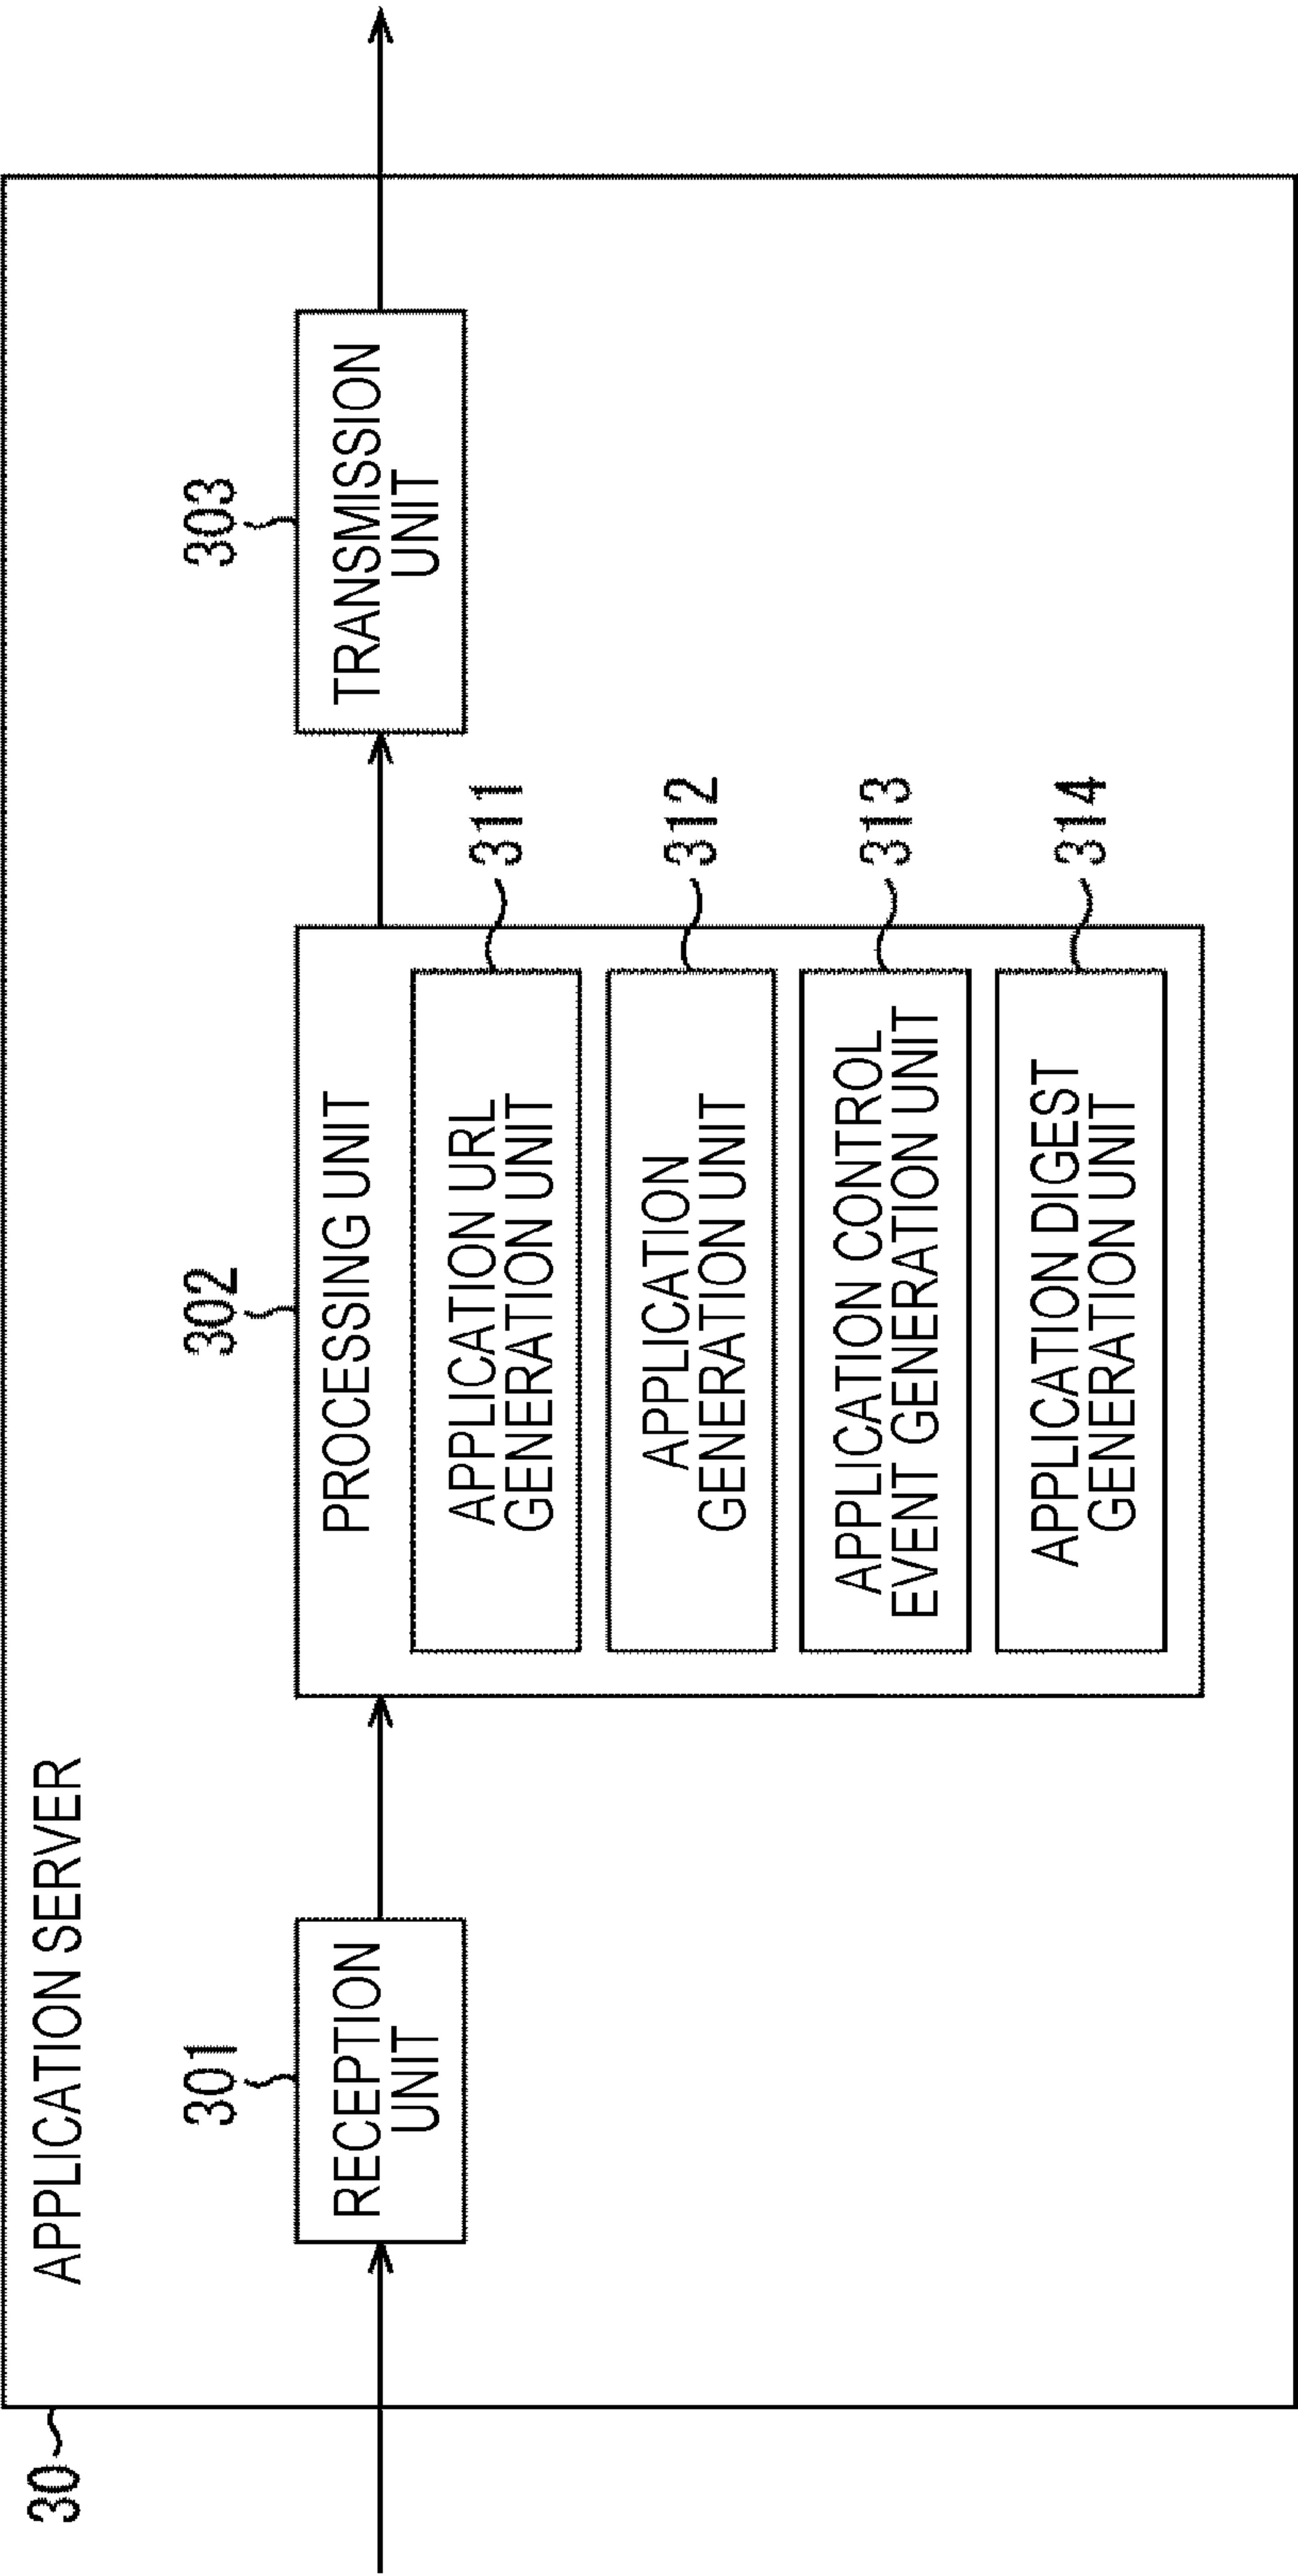 30
APPLICATION SERVER
301
RECEPTION
UNIT
302
PROCESSING UNIT
311
APPLICATION URL
GENERATION UNIT
312
APPLICATION
GENERATION UNIT
313
APPLICATION CONTROL
EVENT GENERATION UNIT
314
APPLICATION DIGEST
GENERATION UNIT
303
TRANSMISSION
UNIT